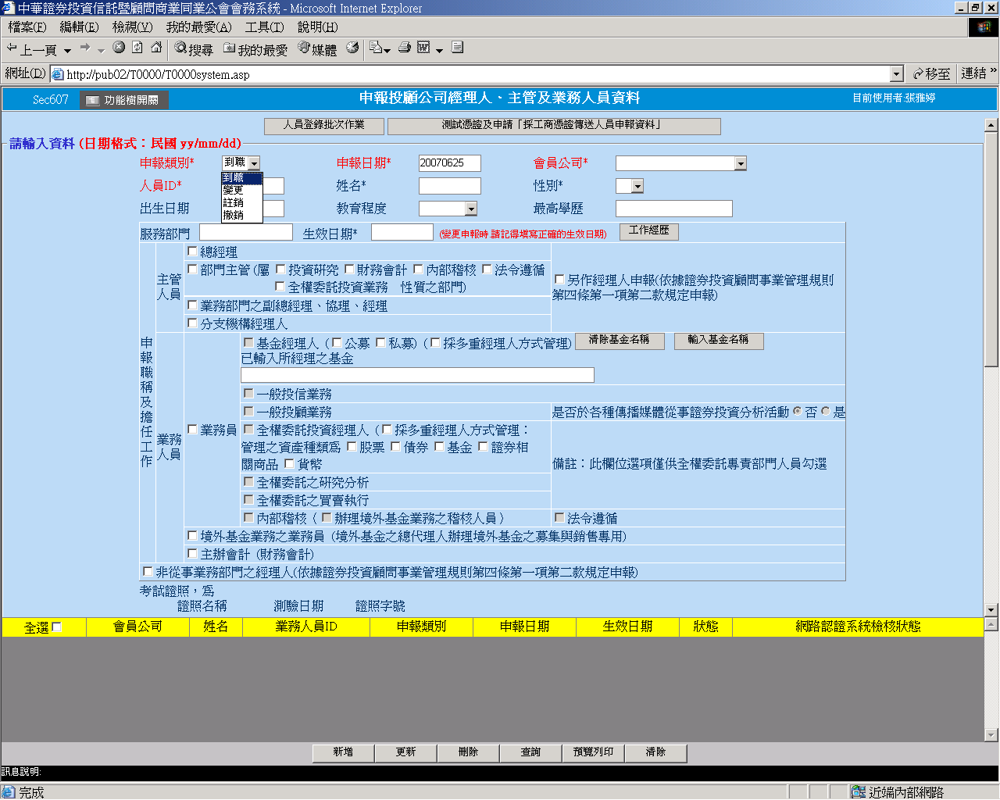 中華證券投資信託暨顧問商業同業公會會務系統 - Microsoft Internet Explorer
檔案(F) 編輯(E) 檢視(V) 我的最愛(A) 工具(T) 說明(H)
上一頁 搜尋 我的最愛 媒體
網址(D) http://pub02/T0000/T0000system.asp 移至 連結 »
Sec607 功能樹開關 申報投顧公司經理人、主管及業務人員資料 目前使用者:張雅婷
人員登錄批次作業 測試憑證及申請「採工商憑證傳送人員申報資料」
請輸入資料 (日期格式：民國 yy/mm/dd)
申報類別* 到職 申報日期* 20070625 會員公司*
到職
人員ID* 姓名* 性別*
變更
註銷
出生日期 教育程度 最高學歷
撤銷
服務部門 生效日期* (變更申報時,請記得填寫正確的生效日期) 工作經歷
申報職稱及擔任工作
主管人員
總經理
部門主管(屬 投資研究 財務會計 內部稽核 法令遵循
全權委託投資業務 性質之部門)
另作經理人申報(依據證券投資顧問事業管理規則
第四條第一項第二款規定申報)
業務部門之副總經理、協理、經理
分支機構經理人
業務人員
業務員
基金經理人 ( 公募 私募) ( 採多重經理人方式管理) 清除基金名稱 輸入基金名稱
已輸入所經理之基金
一般投信業務
一般投顧業務 是否於各種傳播媒體從事證券投資分析活動 否 是
全權委託投資經理人 ( 採多重經理人方式管理：
管理之資產種類為 股票 債券 基金 證券相
關商品 貨幣
備註：此欄位選項僅供全權委託專責部門人員勾選
全權委託之研究分析
全權委託之買賣執行
內部稽核 ( 辦理境外基金業務之稽核人員 ) 法令遵循
境外基金業務之業務員 (境外基金之總代理人辦理境外基金之募集與銷售專用)
主辦會計 (財務會計)
非從事業務部門之經理人(依據證券投資顧問事業管理規則第四條第一項第二款規定申報)
考試證照，為
證照名稱 測驗日期 證照字號
全選 會員公司 姓名 業務人員ID 申報類別 申報日期 生效日期 狀態 網路認證系統檢核狀態
新增 更新 刪除 查詢 預覽列印 清除
訊息說明:
完成 近端內部網路